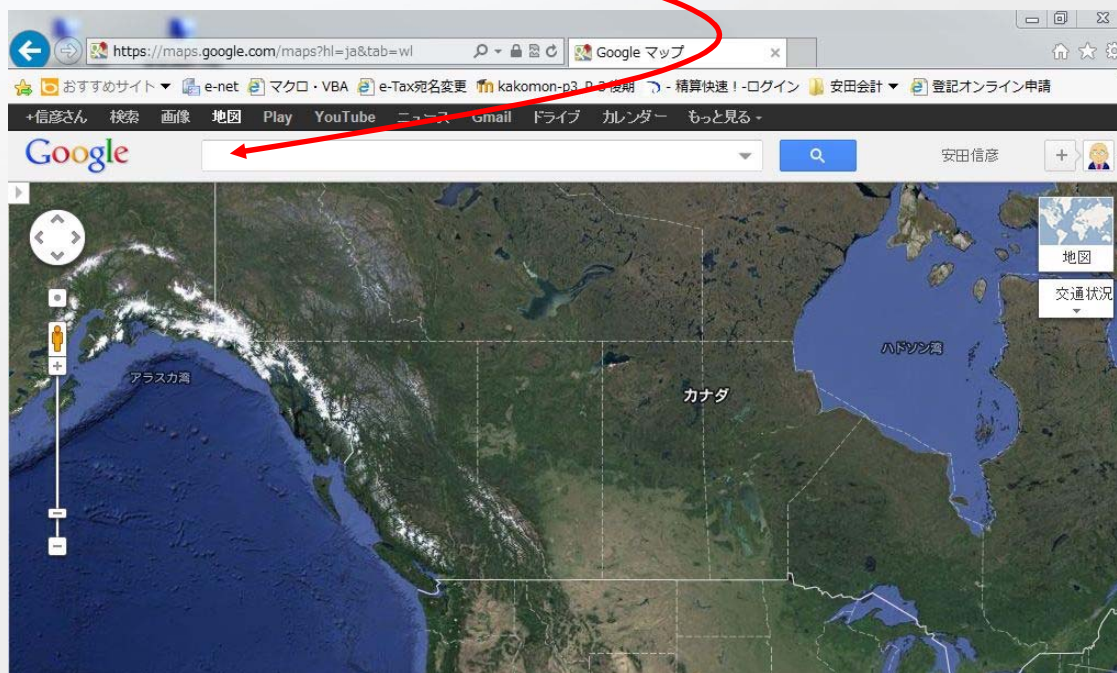 https://maps.google.com/maps?hl=ja&tab=wl
Google マップ
おすすめサイト
e-net
マクロ・VBA
e-Tax宛名変更
kakomon-p3
後期
- 精算快速!-ログイン
安田会計
登記オンライン申請
+信彦さん 検索 画像 地図 Play YouTube ニュース Gmail ドライブ カレンダー もっと見る
Google
安田信彦
地図
交通状況
ハドソン湾
アラスカ湾
カナダ